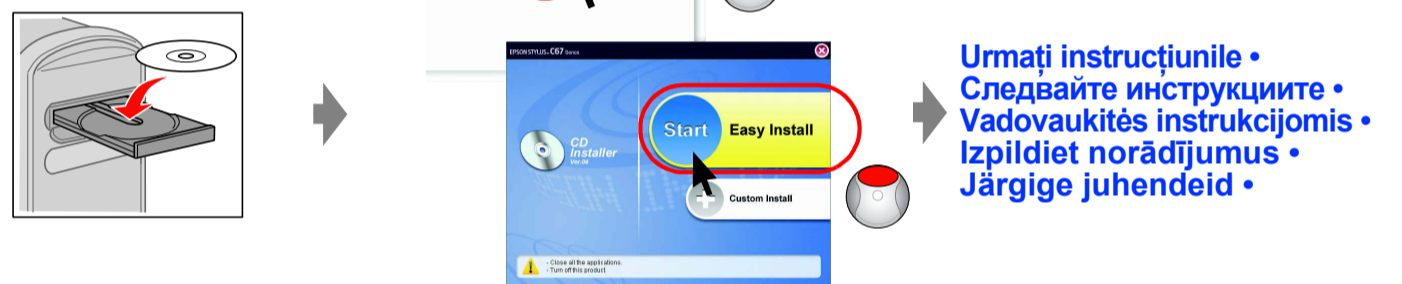 EPSON STYLUS C67 Series
Start Easy Install
CD
Installer
Ver.04
Custom Install
- Close all the applications.
- Turn off this product.
Urmați instrucțiunile •
Следвайте инструкциите •
Vadovaukitės instrukcijomis •
Izpildiet norādījumus •
Järgige juhendeid •